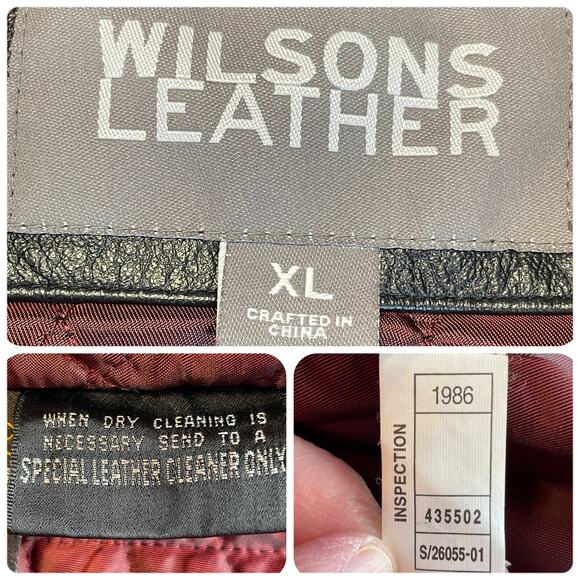 WILSONS
LEATHER
XL
CRAFTED IN
CHINA
WHEN DRY CLEANING IS
NECESSARY SEND TO A
SPECIAL LEATHER CLEANER ONLY
INSPECTION
1986
435502
S/26055-01